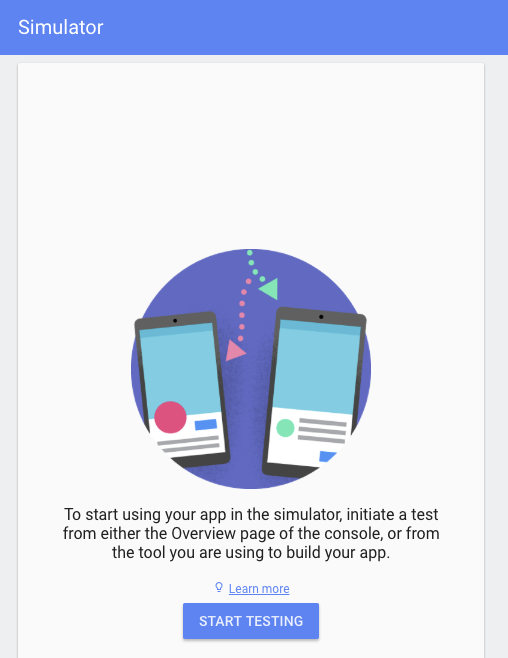 Simulator
To start using your app in the simulator, initiate a test
from either the Overview page of the console, or from
the tool you are using to build your app.
Learn more
START TESTING